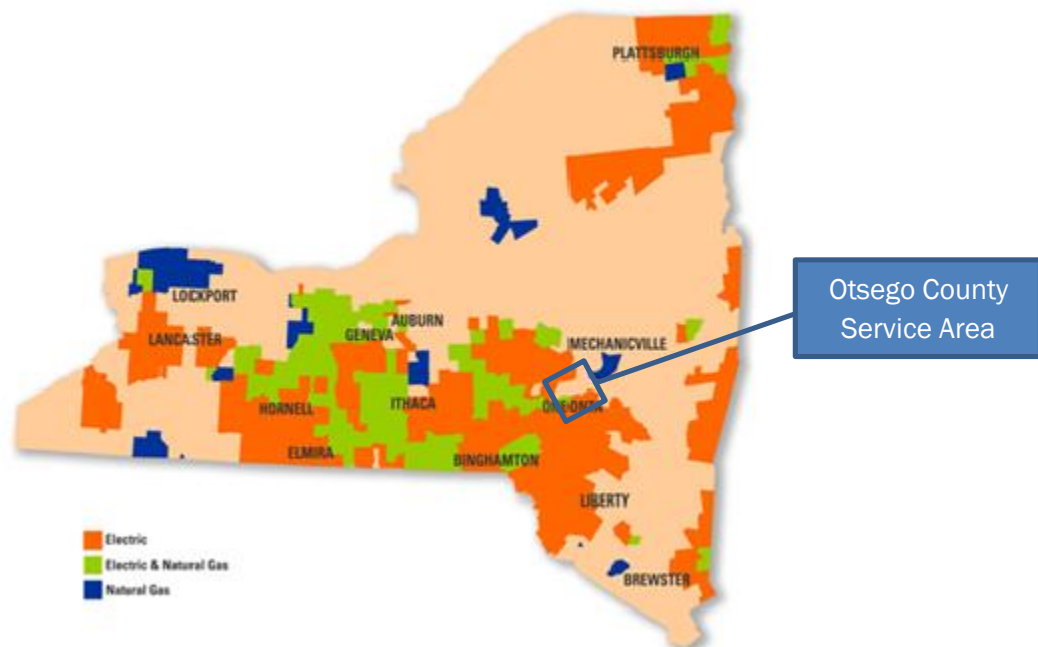 PLATTSBURGH
LOCKPORT
AUBURN
GENEVA
LANCASTER
MECHANICVILLE
Otsego County
Service Area
HORNELL
ITHACA
ONEONTA
ELMIRA
BINGHAMTON
LIBERTY
BREWSTER
Electric
Electric & Natural Gas
Natural Gas